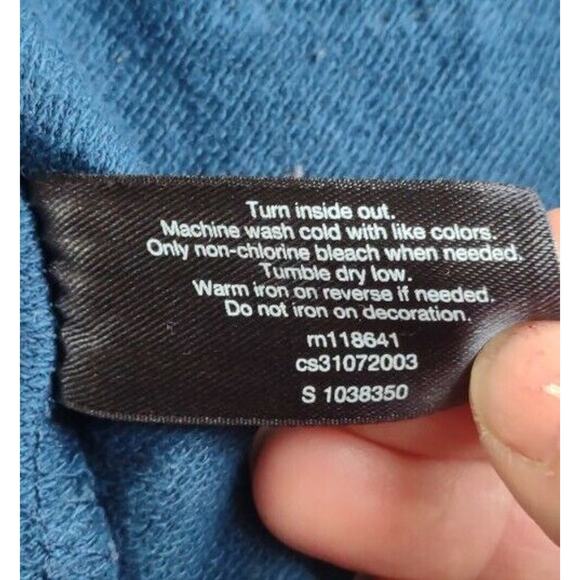 Turn inside out.
Machine wash cold with like colors.
Only non-chlorine bleach when needed.
Tumble dry low.
Warm iron on reverse if needed.
Do not iron on decoration.
rn118641
cs31072003
S 1038350